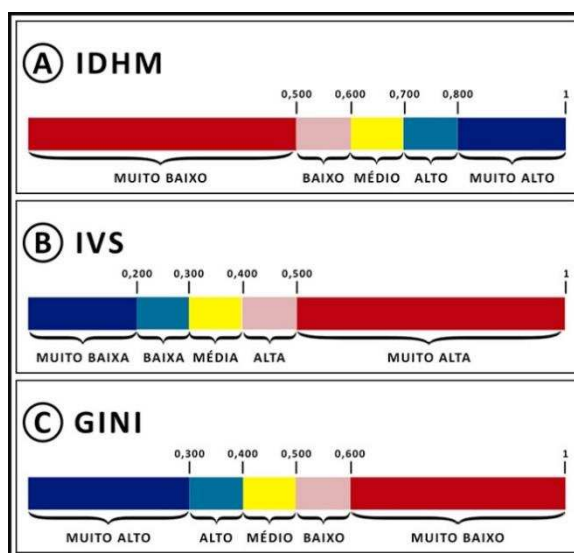 A IDHM
0,500 0,600 0,700 0,800 1
MUITO BAIXO BAIXO MÉDIO ALTO MUITO ALTO
B IVS
0,200 0,300 0,400 0,500 1
MUITO BAIXA BAIXA MÉDIA ALTA MUITO ALTA
C GINI
0,300 0,400 0,500 0,600 1
MUITO ALTO ALTO MÉDIO BAIXO MUITO BAIXO